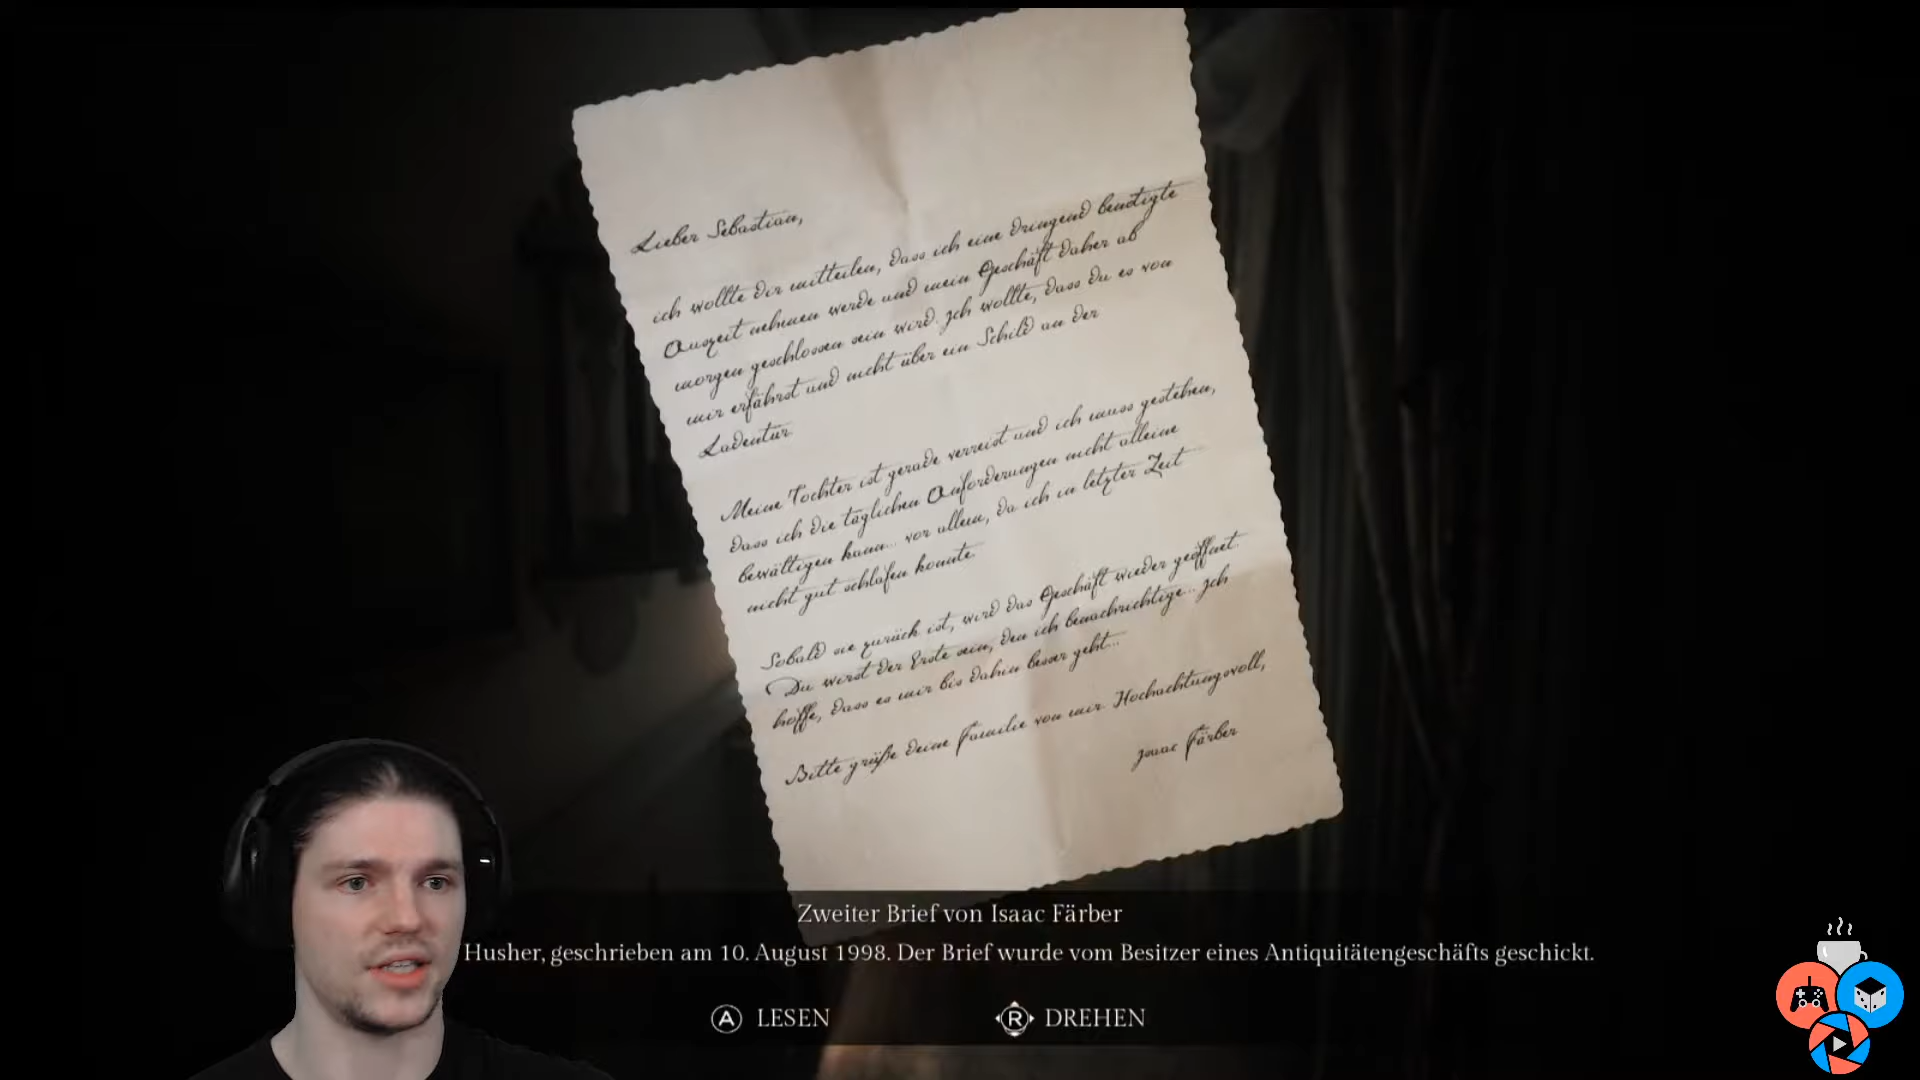 Lieber Sebastian,
ich wollte dir mitteilen, dass ich eine dringend benötigte
Auszeit nehmen werde und mein Geschäft daher ab
morgen geschlossen sein wird. Ich wollte, dass du es von
mir erfährst und nicht über ein Schild an der
Ladentür.
Meine Tochter ist gerade verreist und ich muss gestehen,
dass ich die täglichen Anforderungen nicht alleine
bewältigen kann... vor allem, da ich in letzter Zeit
nicht gut schlafen konnte.
Sobald sie zurück ist, wird das Geschäft wieder geöffnet.
Du wirst der Erste sein, den ich benachrichtige... Ich
hoffe, dass es mir bis dahin besser geht...
Bitte grüße deine Familie von mir. Hochachtungsvoll,
Isaac Färber
Zweiter Brief von Isaac Färber
Husher, geschrieben am 10. August 1998. Der Brief wurde vom Besitzer eines Antiquitätengeschäfts geschickt.
A LESEN
R DREHEN